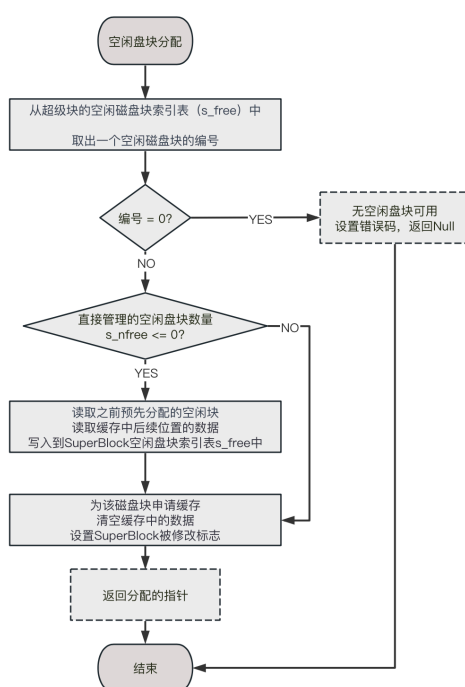 空闲盘块分配
从超级块的空闲磁盘块索引表（s_free）中
取出一个空闲磁盘块的编号
编号 = 0?
YES
无空闲盘块可用
设置错误码，返回Null
NO
直接管理的空闲盘块数量
s_nfree <= 0?
NO
YES
读取之前预先分配的空闲块
读取缓存中后续位置的数据
写入到SuperBlock空闲盘块索引表s_free中
为该磁盘块申请缓存
清空缓存中的数据
设置SuperBlock被修改标志
返回分配的指针
结束